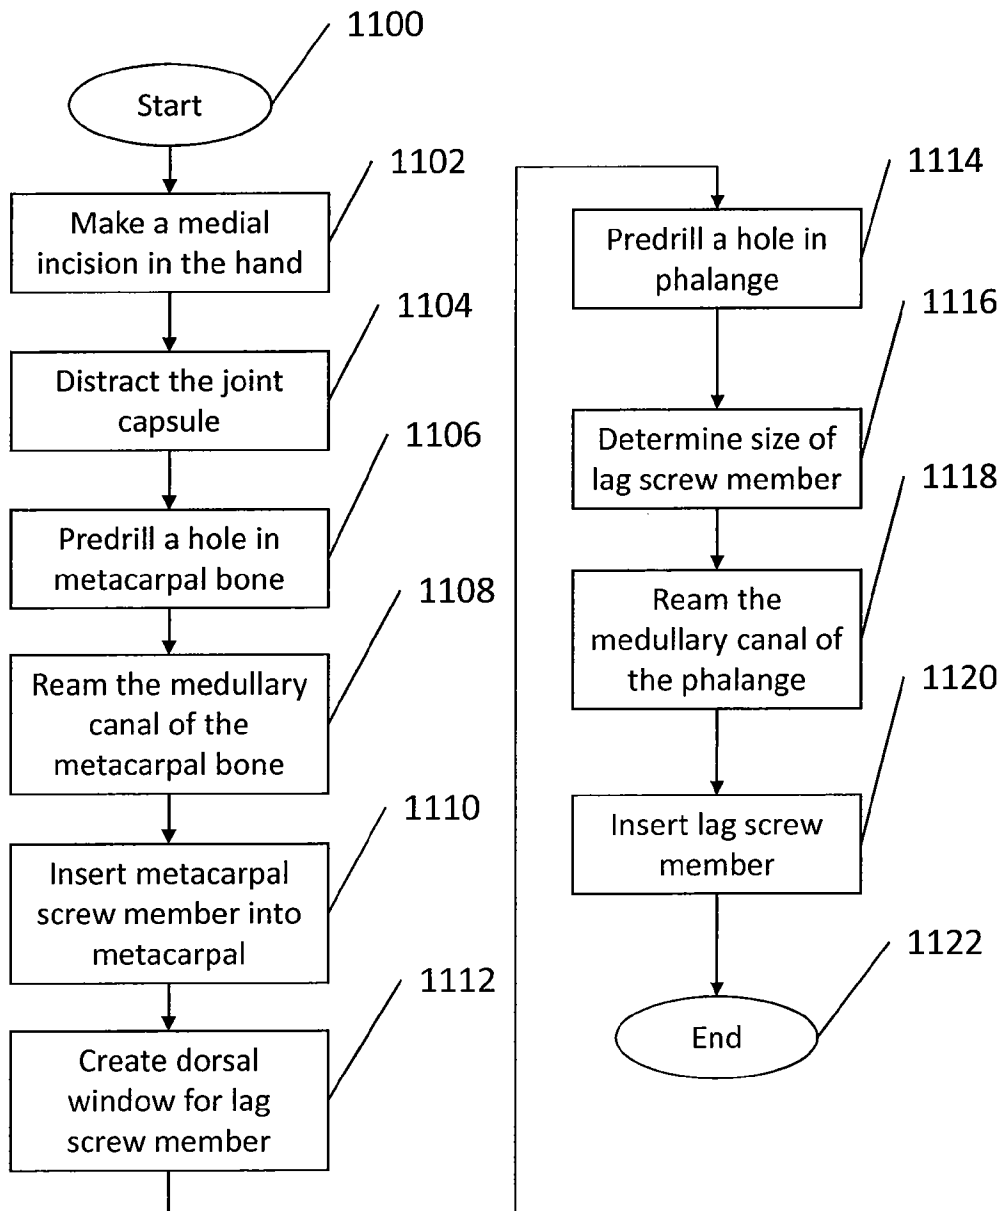 1100
Start
1102
Make a medial
incision in the hand
1104
Distract the joint
capsule
1106
Predrill a hole in
metacarpal bone
1108
Ream the medullary
canal of the
metacarpal bone
1110
Insert metacarpal
screw member into
metacarpal
1112
Create dorsal
window for lag
screw member
1114
Predrill a hole in
phalange
1116
Determine size of
lag screw member
1118
Ream the
medullary canal of
the phalange
1120
Insert lag screw
member
1122
End